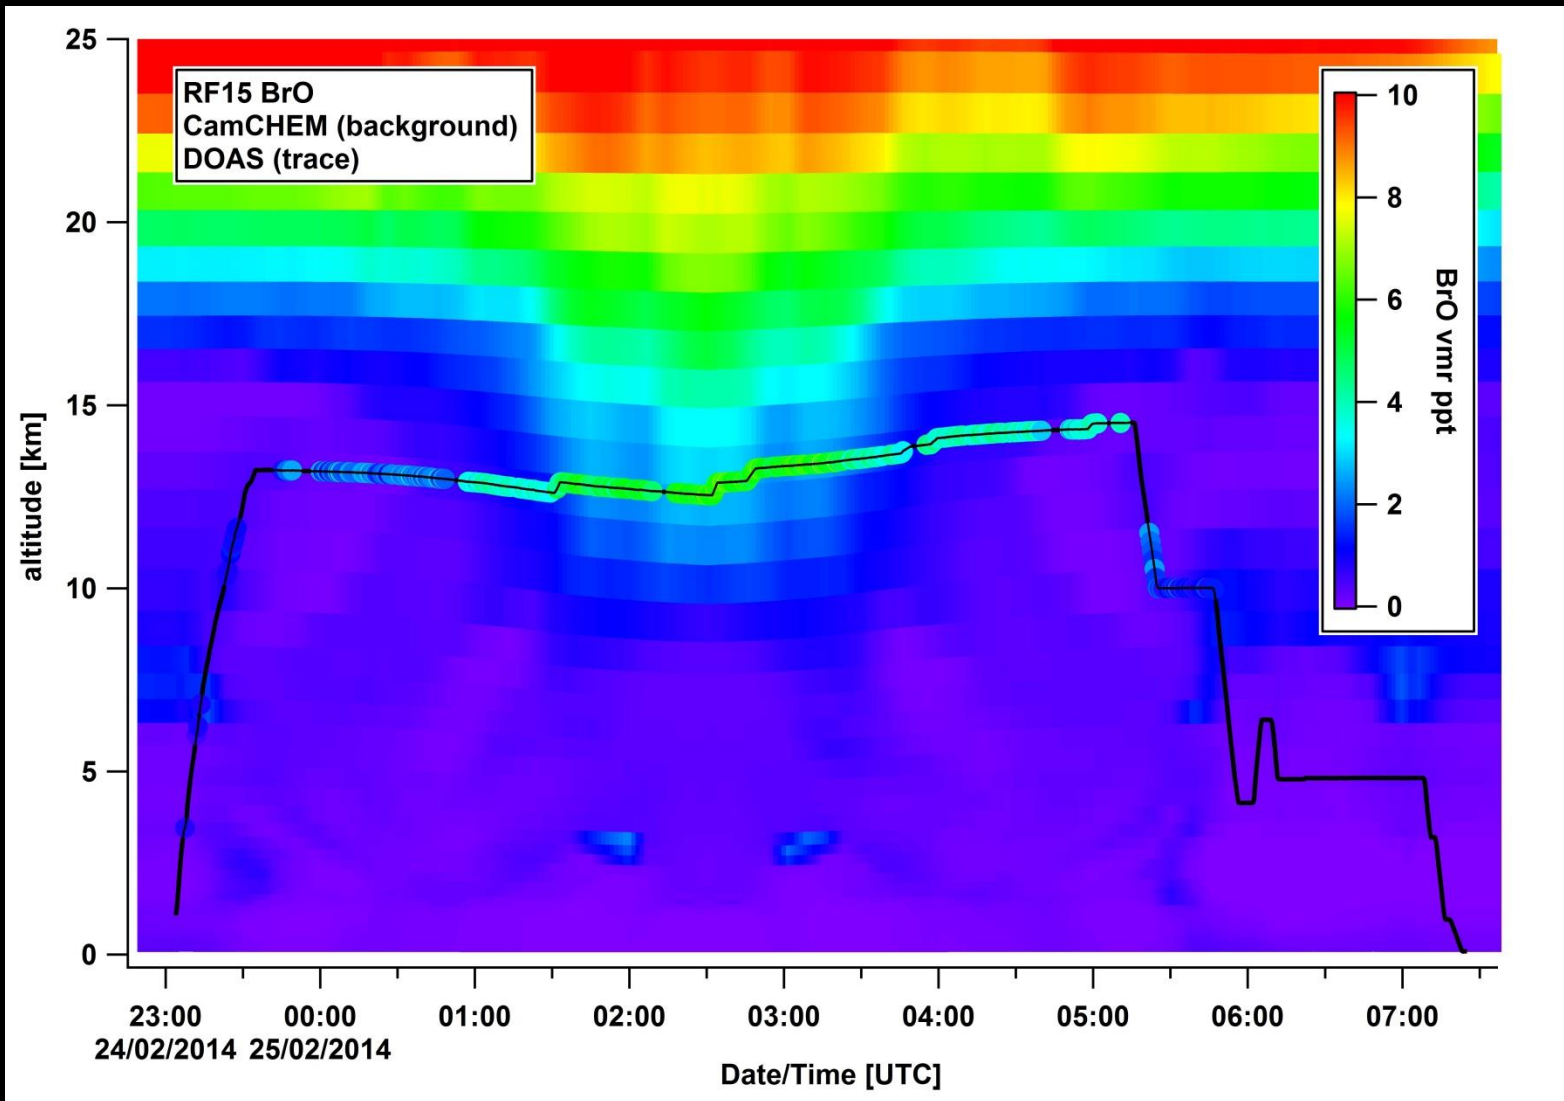 RF15 BrO
CamCHEM (background)
DOAS (trace)
25
20
15
10
5
0
altitude [km]
10
8
6
4
2
0
BrO vmr ppt
23:00 00:00 01:00 02:00 03:00 04:00 05:00 06:00 07:00
24/02/2014 25/02/2014
Date/Time [UTC]